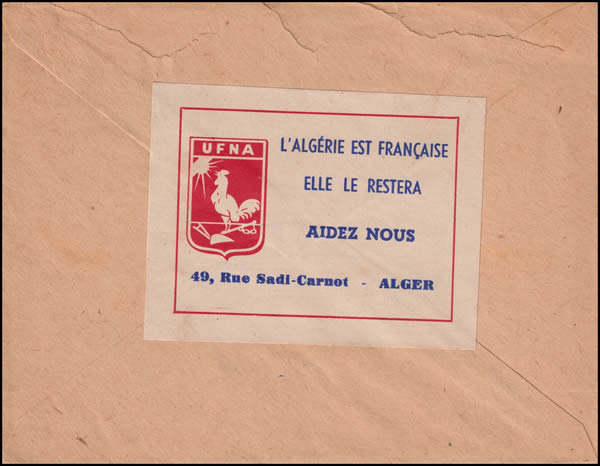 UFNA
L'ALGÉRIE EST FRANÇAISE
ELLE LE RESTERA
AIDEZ NOUS
49, Rue Sadi-Carnot - ALGER